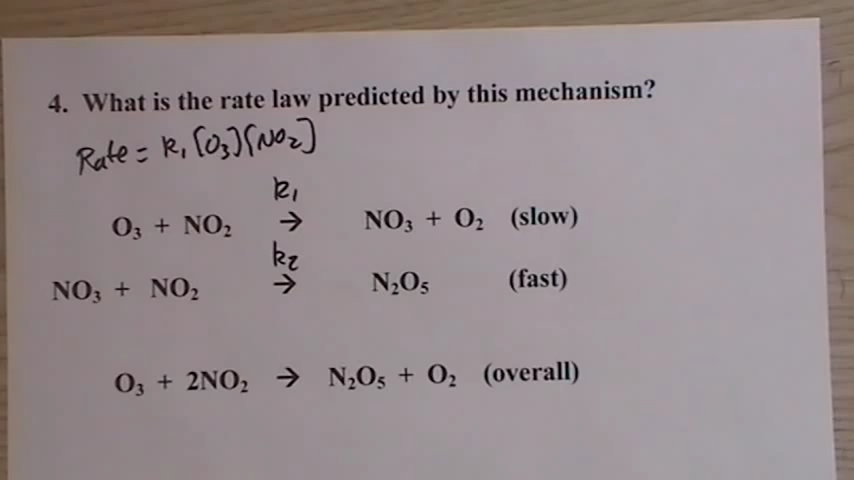 4. What is the rate law predicted by this mechanism?
Rate = k₁[O₃][NO₂]
k₁
O₃ + NO₂ → NO₃ + O₂ (slow)
k₂
NO₃ + NO₂ → N₂O₅ (fast)
O₃ + 2NO₂ → N₂O₅ + O₂ (overall)